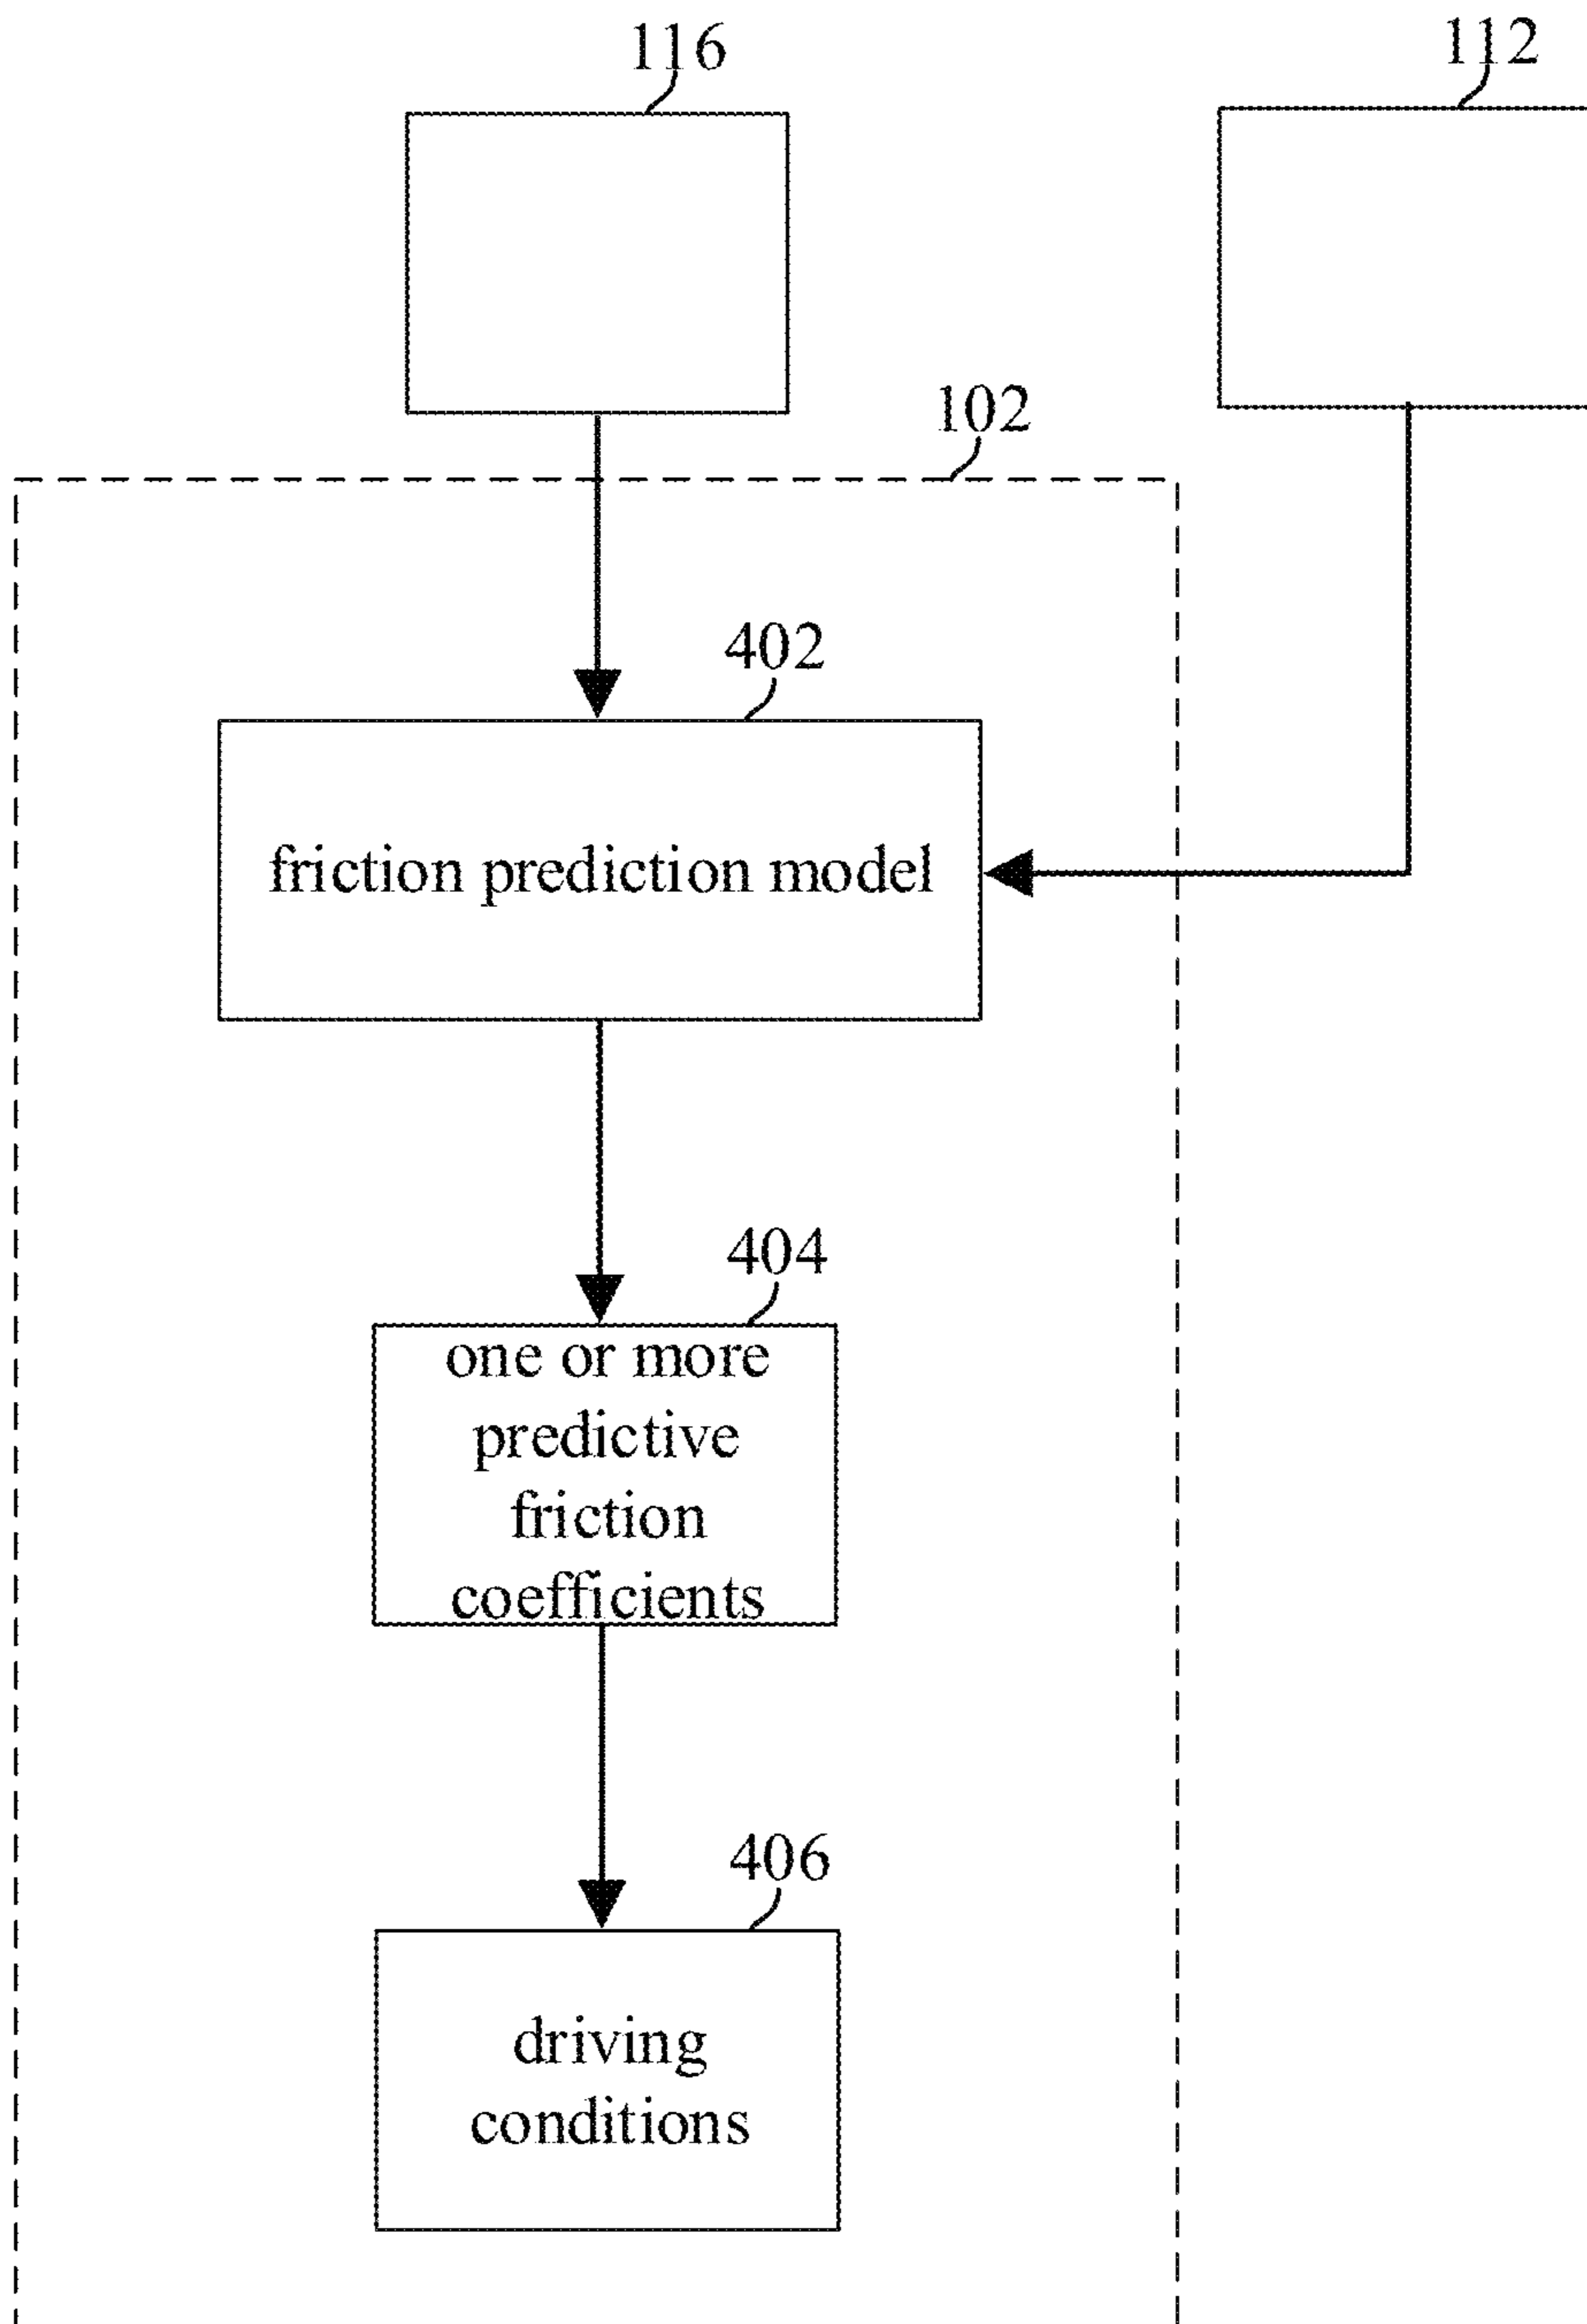 116
112
102
402
friction prediction model
404
one or more
predictive
friction
coefficients
406
driving
conditions